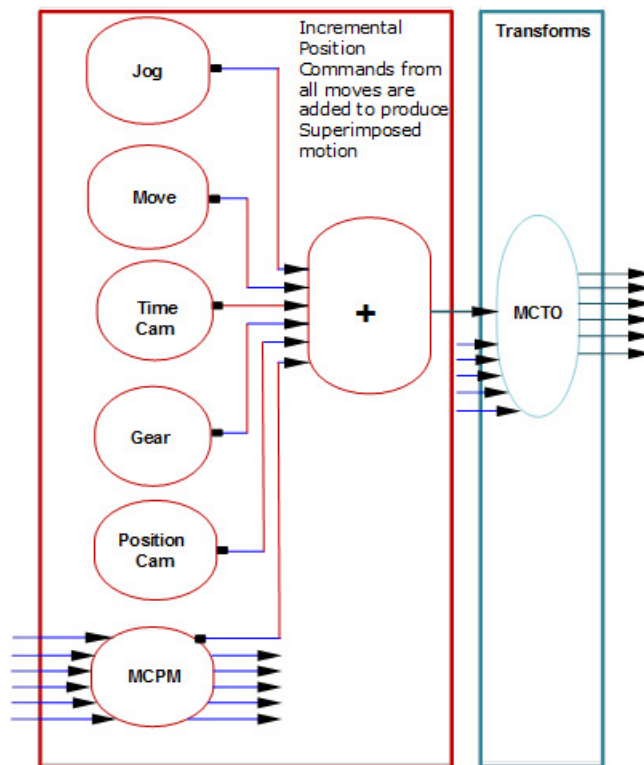 Jog
Incremental
Position
Commands from
all moves are
added to produce
Superimposed
motion
Transforms
Move
Time
Cam
+
MCTO
Gear
Position
Cam
MCPM